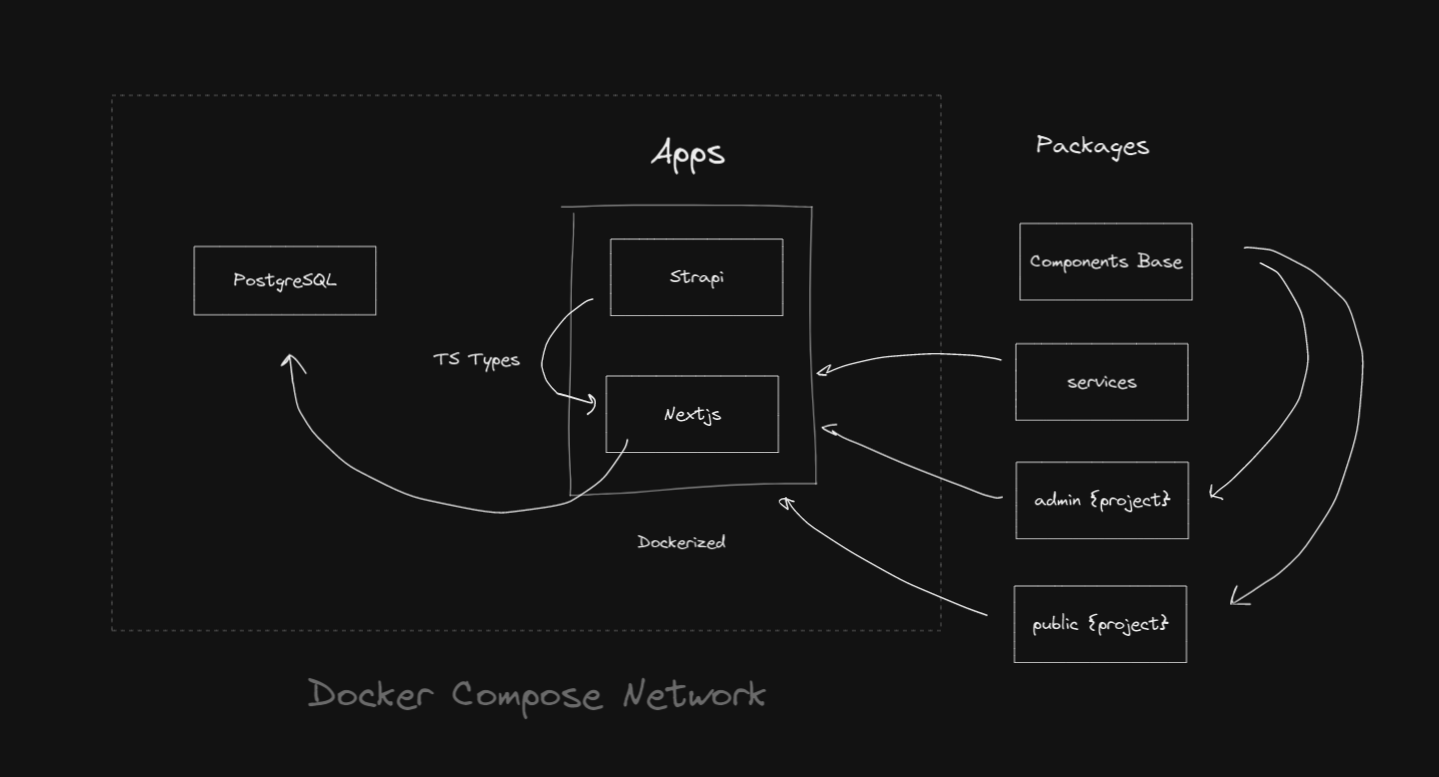 Apps
Packages
PostgreSQL
Strapi
Components Base
TS Types
Nextjs
services
admin {project}
Dockerized
public {project}
Docker Compose Network